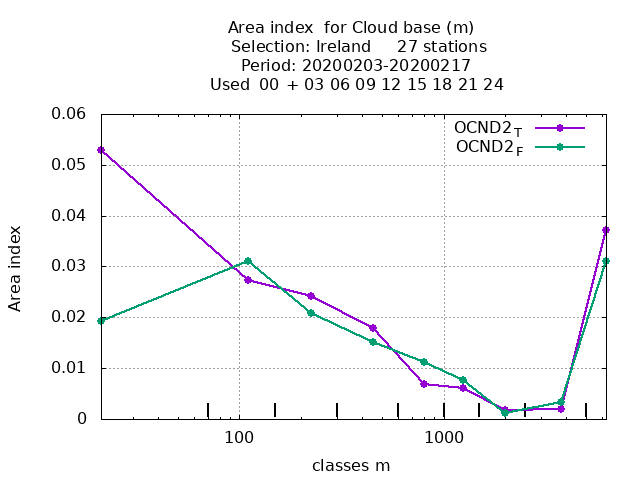 Area index  for Cloud base (m)
Selection: Ireland     27 stations
Period: 20200203-20200217
Used  00 + 03 06 09 12 15 18 21 24
OCND2T
OCND2F
0.06
0.05
0.04
0.03
0.02
0.01
0
Area index
100 1000
classes m